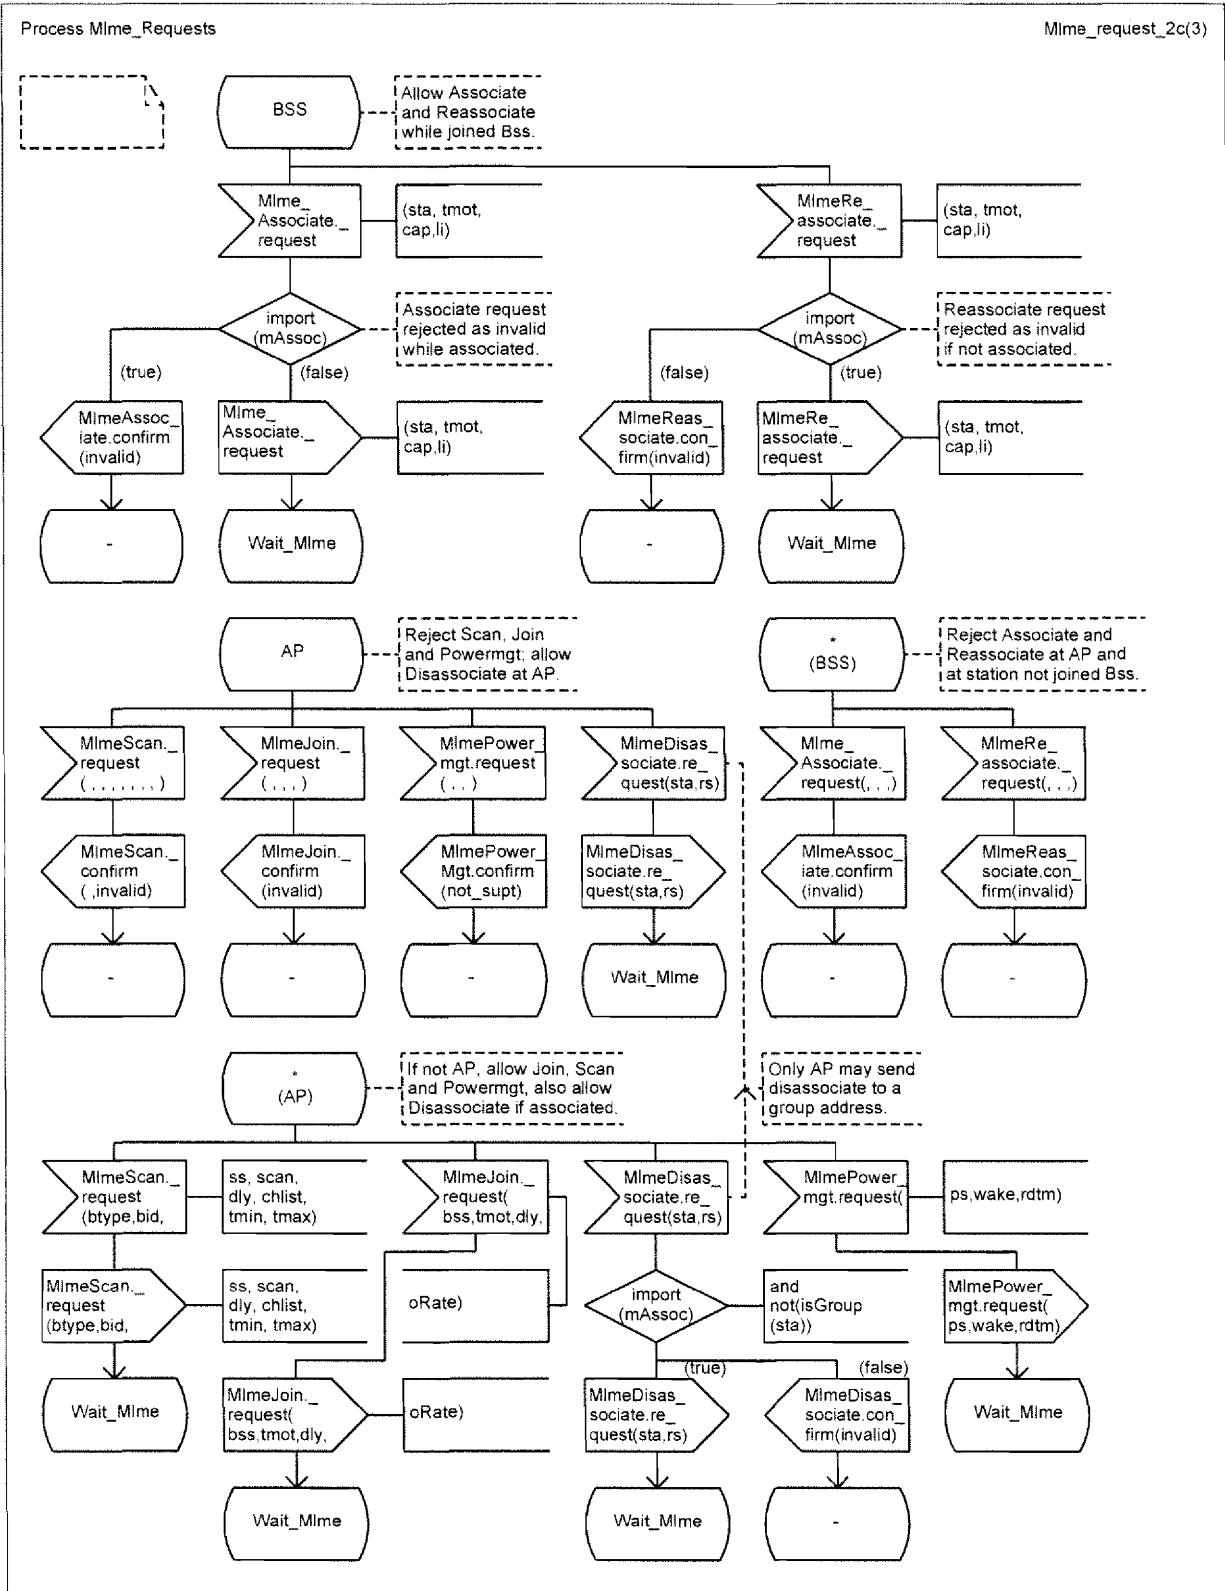 Process Mlme_Requests
Mlme_request_2c(3)
BSS
Allow Associate
and Reassociate
while joined Bss.
Mlme_
Associate._
request
(sta, tmot,
cap,li)
MlmeRe_
associate._
request
(sta, tmot,
cap,li)
import
(mAssoc)
Associate request
rejected as invalid
while associated.
import
(mAssoc)
Reassociate request
rejected as invalid
if not associated.
(true)
(false)
(false)
(true)
MlmeAssoc_
iate.confirm
(invalid)
Mlme_
Associate._
request
(sta, tmot,
cap,li)
MlmeReas_
sociate.con_
firm(invalid)
MlmeRe_
associate._
request
(sta, tmot,
cap,li)
-
Wait_Mlme
-
Wait_Mlme
AP
Reject Scan, Join
and Powermgt; allow
Disassociate at AP.
*
(BSS)
Reject Associate and
Reassociate at AP and
at station not joined Bss.
MlmeScan._
request
( , , , , , , , )
MlmeJoin._
request
( , , , )
MlmePower_
mgt.request
( , , )
MlmeDisas_
sociate.re_
quest(sta,rs)
Mlme_
Associate._
request(, , ,)
MlmeRe_
associate._
request(, , ,)
MlmeScan._
confirm
( ,invalid)
MlmeJoin._
confirm
(invalid)
MlmePower_
Mgt.confirm
(not_supt)
MlmeDisas_
sociate.re_
quest(sta,rs)
MlmeAssoc_
iate.confirm
(invalid)
MlmeReas_
sociate.con_
firm(invalid)
-
-
-
Wait_Mlme
-
-
*
(AP)
If not AP, allow Join, Scan
and Powermgt, also allow
Disassociate if associated.
Only AP may send
disassociate to a
group address.
MlmeScan._
request
(btype,bid,
ss, scan,
dly, chlist,
tmin, tmax)
MlmeJoin._
request(
bss,tmot,dly,
MlmeDisas_
sociate.re_
quest(sta,rs)
MlmePower_
mgt.request(
ps,wake,rdtm)
MlmeScan._
request
(btype,bid,
ss, scan,
dly, chlist,
tmin, tmax)
oRate)
import
(mAssoc)
and
not(isGroup
(sta))
MlmePower_
mgt.request(
ps,wake,rdtm)
(true)
(false)
Wait_Mlme
MlmeJoin._
request(
bss,tmot,dly,
oRate)
MlmeDisas_
sociate.re_
quest(sta,rs)
MlmeDisas_
sociate.con_
firm(invalid)
Wait_Mlme
Wait_Mlme
Wait_Mlme
-